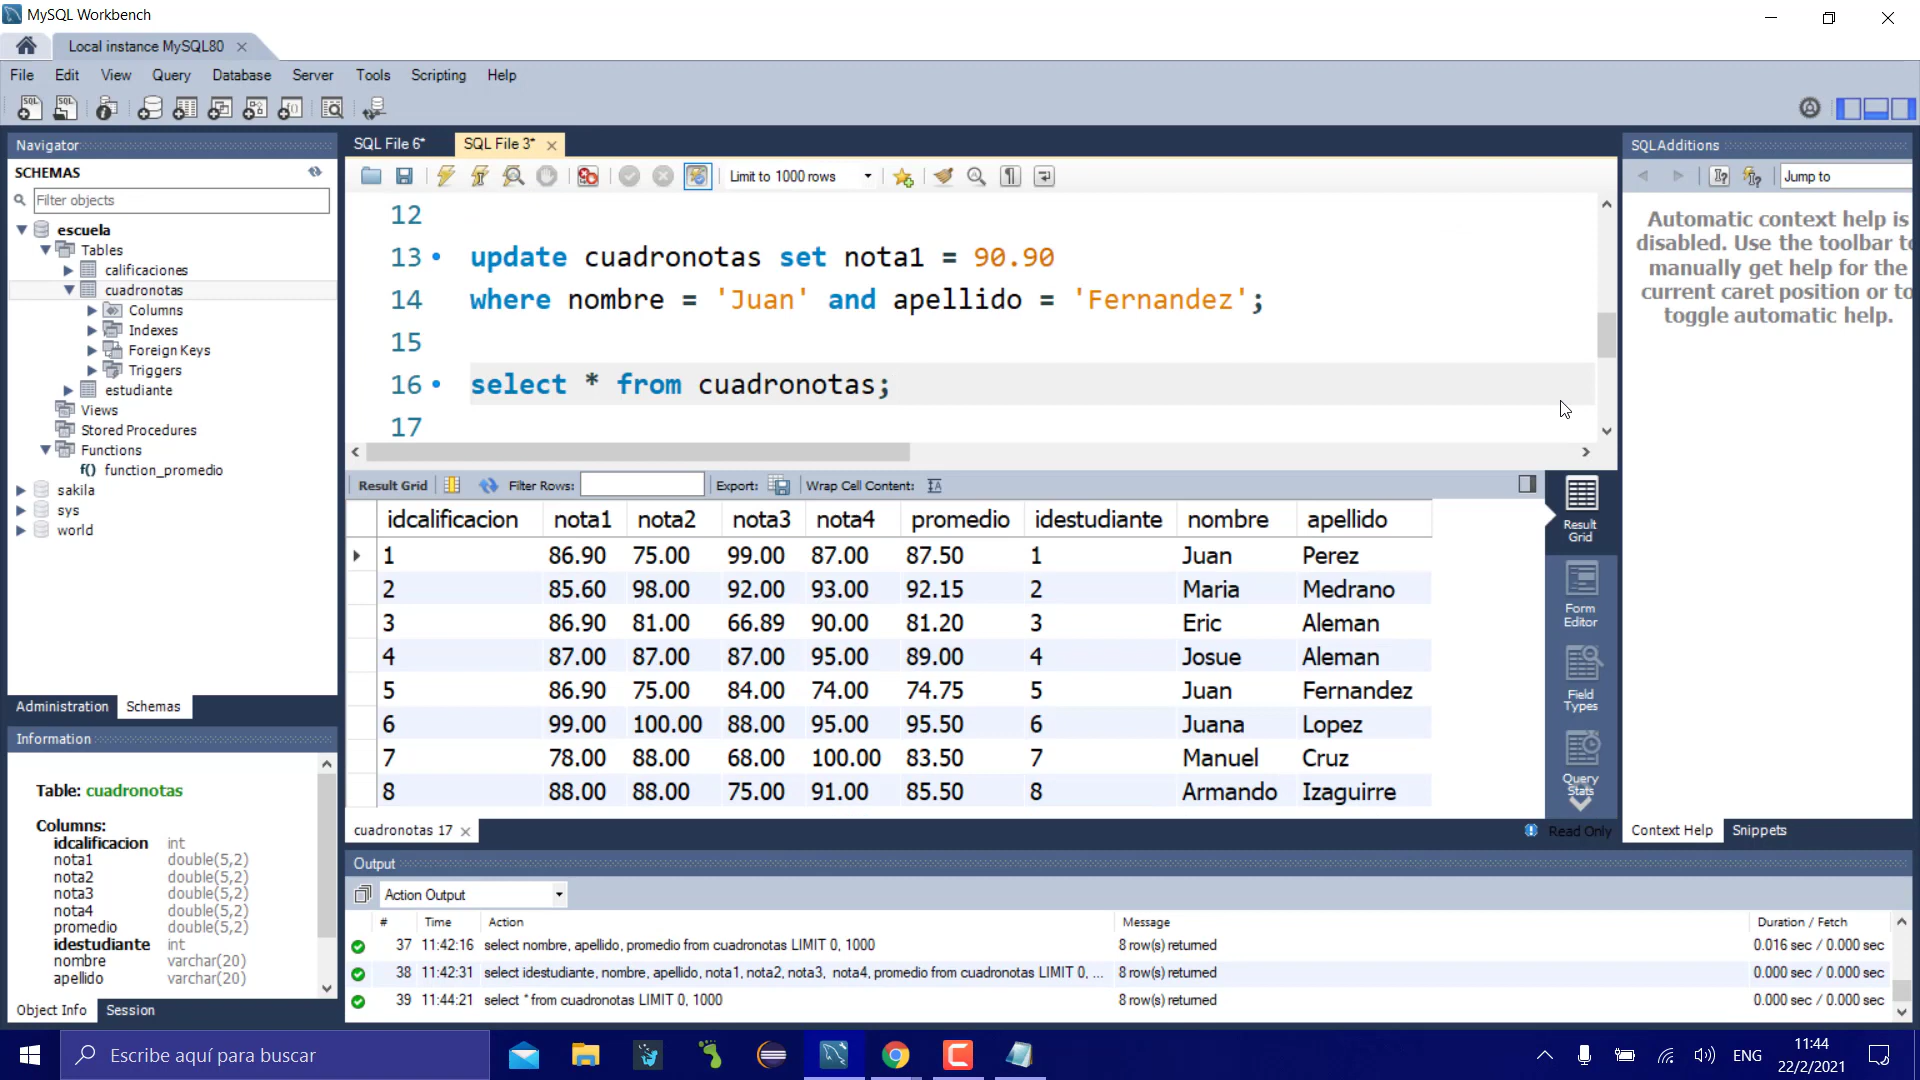 MySQL Workbench
Local instance MySQL80
File Edit View Query Database Server Tools Scripting Help
Navigator
SCHEMAS
Filter objects
escuela
Tables
calificaciones
cuadronotas
Columns
Indexes
Foreign Keys
Triggers
estudiante
Views
Stored Procedures
Functions
f() function_promedio
sakila
sys
world
Administration Schemas
Information
Table: cuadronotas
Columns:
idcalificacion int
nota1 double(5,2)
nota2 double(5,2)
nota3 double(5,2)
nota4 double(5,2)
promedio double(5,2)
idestudiante int
nombre varchar(20)
apellido varchar(20)
Object Info Session
SQL File 6* SQL File 3*
Limit to 1000 rows
12
13 update cuadronotas set nota1 = 90.90
14 where nombre = 'Juan' and apellido = 'Fernandez';
15
16 select * from cuadronotas;
17
Result Grid Filter Rows: Export: Wrap Cell Content:
idcalificacion nota1 nota2 nota3 nota4 promedio idestudiante nombre apellido
1 86.90 75.00 99.00 87.00 87.50 1 Juan Perez
2 85.60 98.00 92.00 93.00 92.15 2 Maria Medrano
3 86.90 81.00 66.89 90.00 81.20 3 Eric Aleman
4 87.00 87.00 87.00 95.00 89.00 4 Josue Aleman
5 86.90 75.00 84.00 74.00 74.75 5 Juan Fernandez
6 99.00 100.00 88.00 95.00 95.50 6 Juana Lopez
7 78.00 88.00 68.00 100.00 83.50 7 Manuel Cruz
8 88.00 88.00 75.00 91.00 85.50 8 Armando Izaguirre
Result
Grid
Form
Editor
Field
Types
Query
Stats
cuadronotas 17
Read Only
SQLAdditions
Jump to
Automatic context help is
disabled. Use the toolbar to
manually get help for the
current caret position or to
toggle automatic help.
Context Help Snippets
Output
Action Output
# Time Action Message Duration / Fetch
37 11:42:16 select nombre, apellido, promedio from cuadronotas LIMIT 0, 1000 8 row(s) returned 0.016 sec / 0.000 sec
38 11:42:31 select idestudiante, nombre, apellido, nota1, nota2, nota3, nota4, promedio from cuadronotas LIMIT 0, ... 8 row(s) returned 0.000 sec / 0.000 sec
39 11:44:21 select * from cuadronotas LIMIT 0, 1000 8 row(s) returned 0.000 sec / 0.000 sec
Escribe aquí para buscar
ENG
11:44
22/2/2021